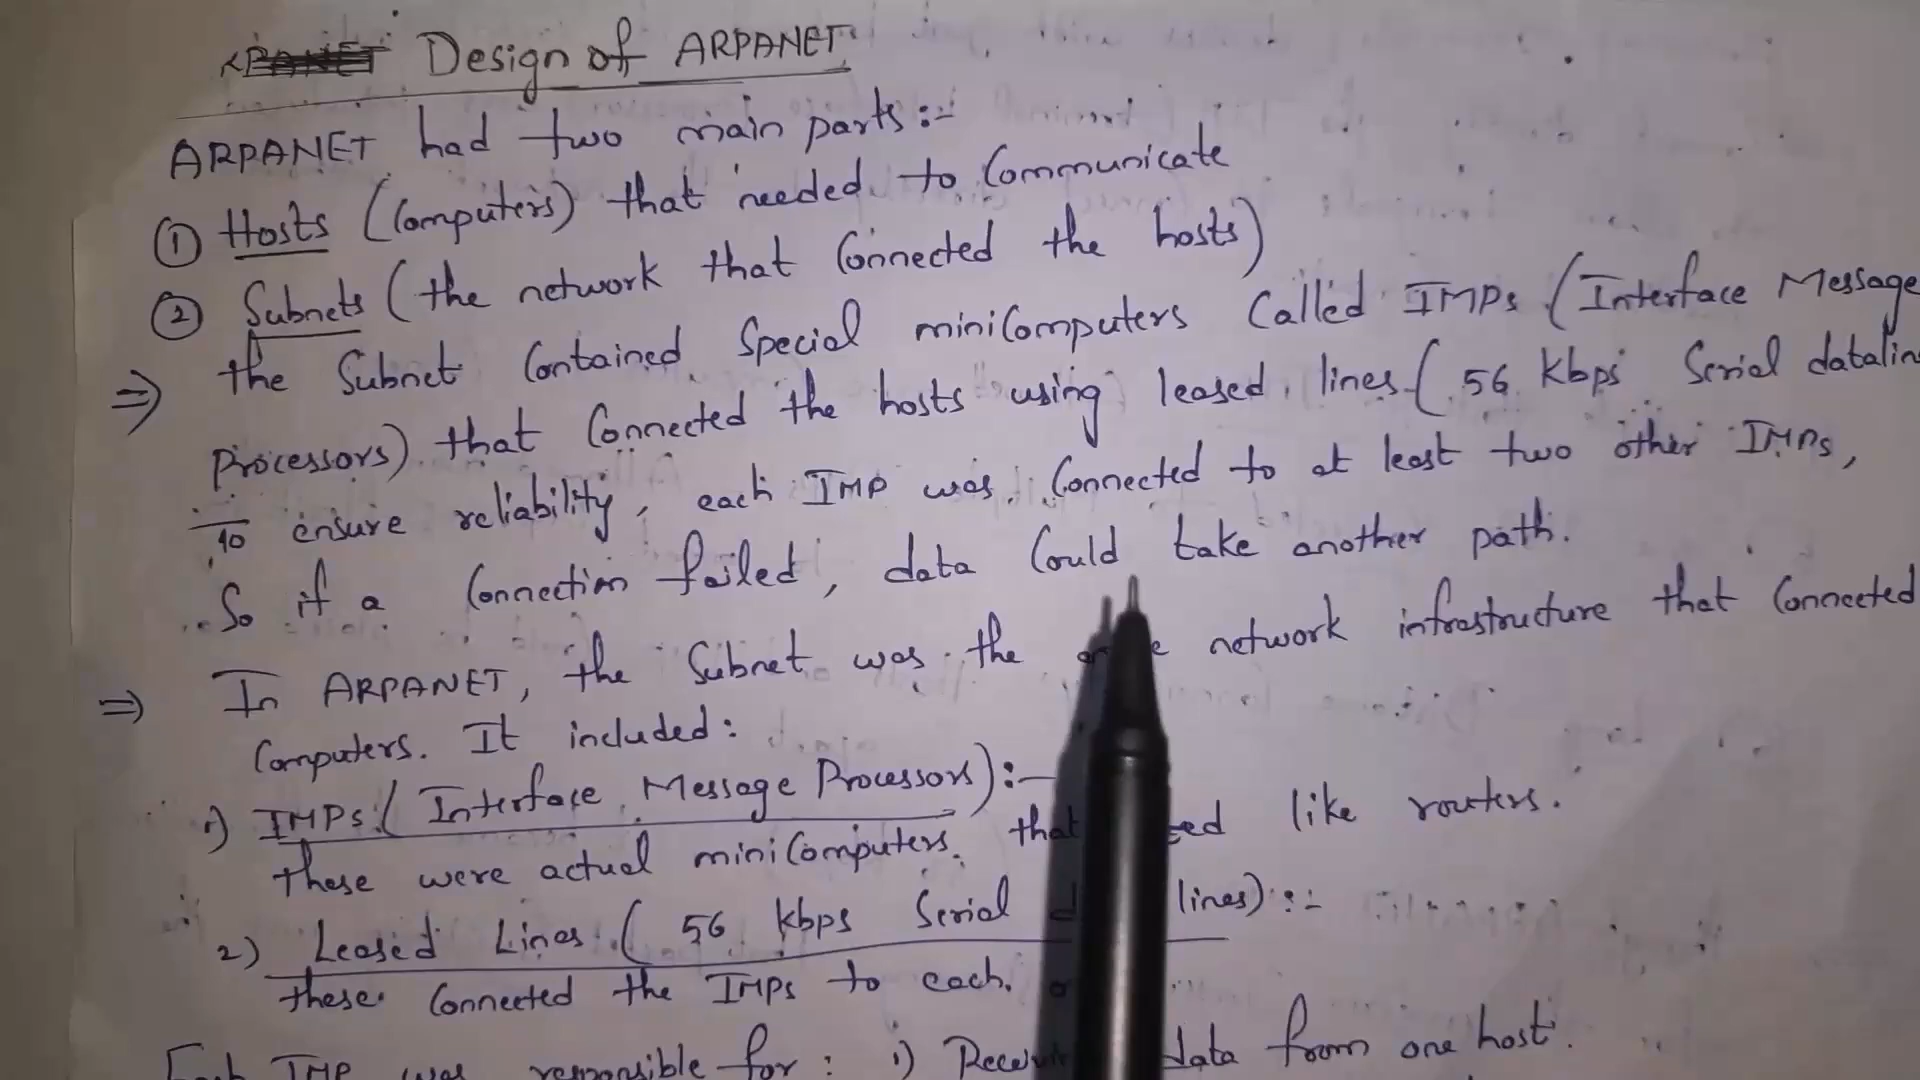 Design of ARPANET
ARPANET had two main parts:-
① Hosts (Computers) that needed to Communicate
② Subnets (the network that Connected the hosts)
⇒ the Subnet Contained Special miniComputers Called IMPs (Interface Message
Processors) that Connected the hosts using leased lines (56 Kbps Serial
To ensure reliability, each IMP was Connected to at least two other IMPs,
So if a Connection failed, data Could take another path.
⇒ In ARPANET, the Subnet was the network infrastructure that Connected
Computers. It included:
1) IMPs (Interface Message Processors):-
these were actual miniComputers that like routers.
2) Leased Lines (56 kbps Serial lines):-
these Connected the IMPs to each
Each IMP was responsible for: i) data from one host.